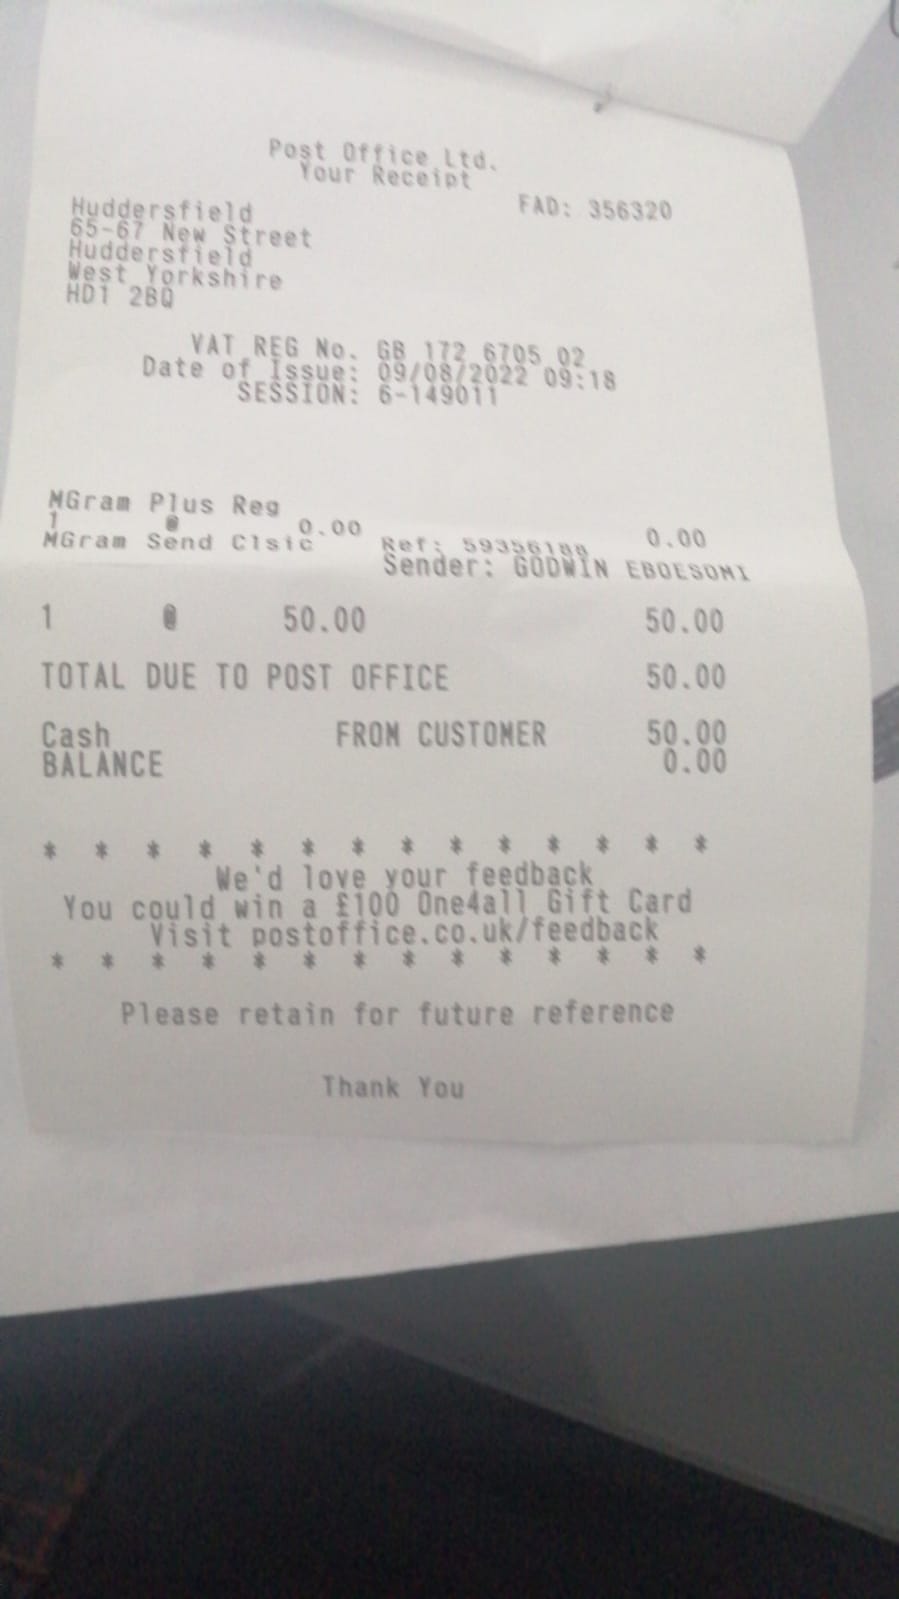 Post Office Ltd.
Your Receipt
Huddersfield FAD: 356320
65-67 New Street
Huddersfield
West Yorkshire
HD1 2BQ
VAT REG No. GB 172 6705 02
Date of Issue: 09/08/2022 09:18
SESSION: 6-149011
MGram Plus Reg
1 @ 0.00 0.00
MGram Send Clsic Ref: 59356188
Sender: GODWIN EBOESOMI
1 @ 50.00 50.00
TOTAL DUE TO POST OFFICE 50.00
Cash FROM CUSTOMER 50.00
BALANCE 0.00
* * * * * * * * * * * * * *
We'd love your feedback
You could win a £100 One4all Gift Card
Visit postoffice.co.uk/feedback
* * * * * * * * * * * * * *
Please retain for future reference
Thank You